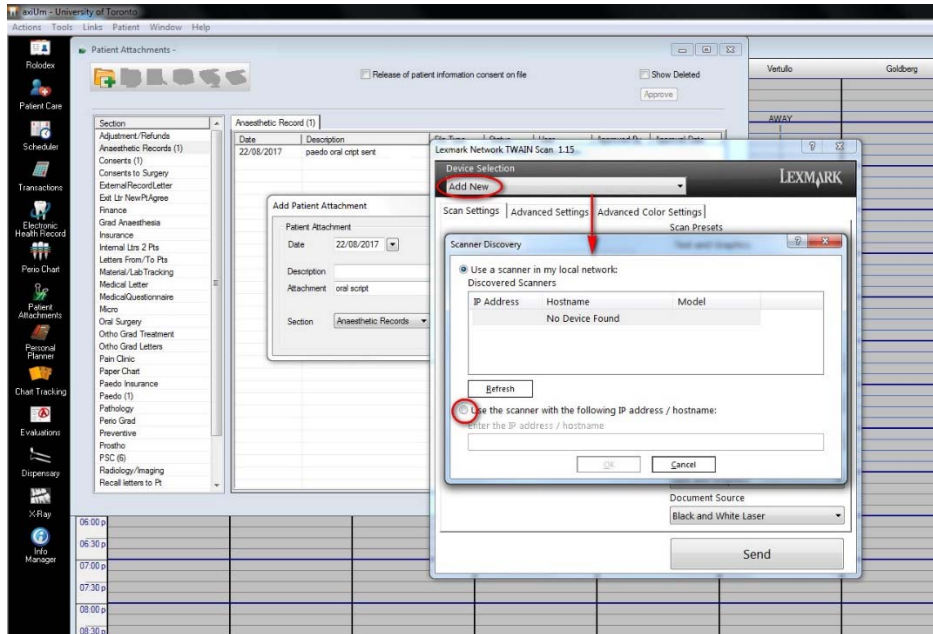 axiUm - University of Toronto
Actions Tools Links Patient Window Help
Rolodex
Patient Care
Scheduler
Transactions
Electronic
Health Record
Perio Chart
Patient
Attachments
Personal
Planner
Chart Tracking
Evaluations
Dispensary
X-Ray
Info
Manager
Patient Attachments -
Release of patient information consent on file
Show Deleted
Approve
Section
Adjustment/Refunds
Anaesthetic Records (1)
Consents (1)
Consents to Surgery
ExternalRecordLetter
Exit Ltr NewPtAgree
Finance
Grad Anaesthesia
Insurance
Internal Ltrs 2 Pts
Letters From/To Pts
Material/LabTracking
Medical Letter
MedicalQuestionnaire
Micro
Oral Surgery
Ortho Grad Treatment
Ortho Grad Letters
Pain Clinic
Paper Chart
Paedo Insurance
Paedo (1)
Pathology
Perio Grad
Preventive
Prostho
PSC (6)
Radiology/Imaging
Recall letters to Pt
Anaesthetic Record (1)
Date Description File Type Status User Approved By Approval Date
22/08/2017 paedo oral cript sent
Add Patient Attachment
Patient Attachment
Date 22/08/2017
Description
Attachment oral script
Section Anaesthetic Records
Vertullo Goldberg
AWAY
Lexmark Network TWAIN Scan 1.15
Device Selection
Add New
LEXMARK
Scan Settings Advanced Settings Advanced Color Settings
Scan Presets
Scanner Discovery
Use a scanner in my local network:
Discovered Scanners
IP Address Hostname Model
No Device Found
Refresh
Use the scanner with the following IP address / hostname:
Enter the IP address / hostname
OK Cancel
Document Source
Black and White Laser
Send
06:00 p
06:30 p
07:00 p
07:30 p
08:00 p
08:30 p